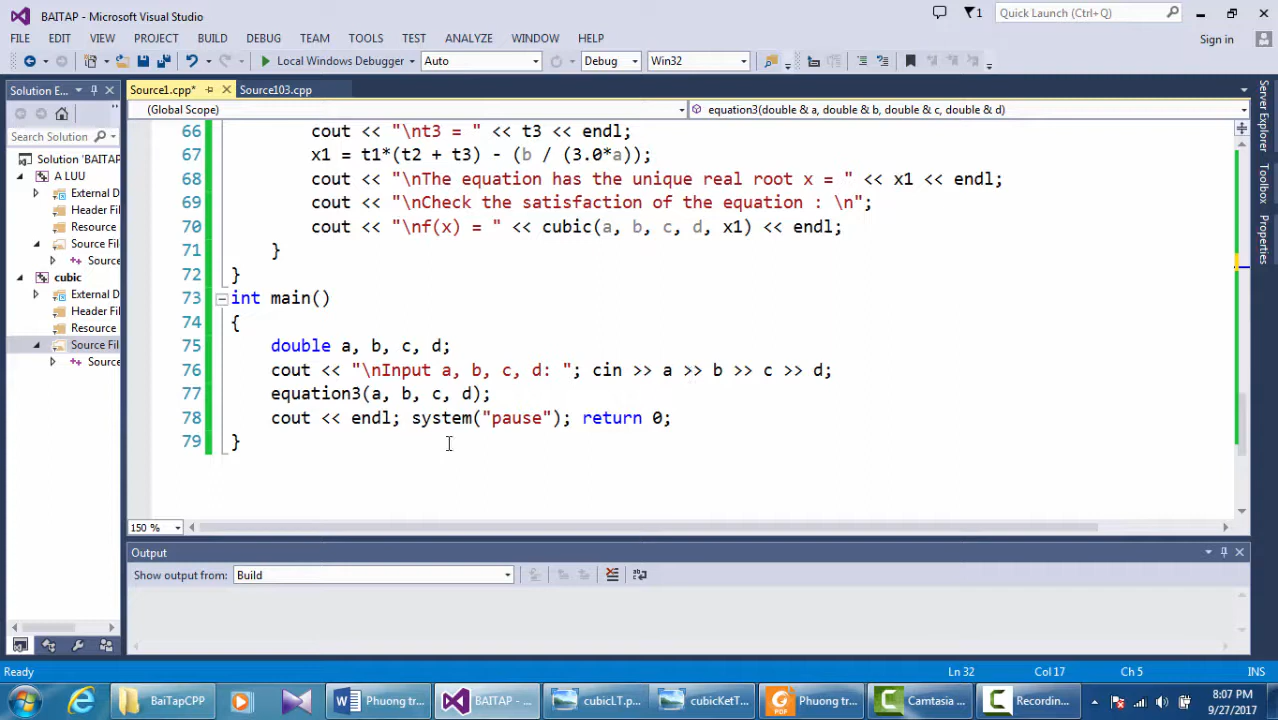 BAITAP - Microsoft Visual Studio
1
Quick Launch (Ctrl+Q)
FILE EDIT VIEW PROJECT BUILD DEBUG TEAM TOOLS TEST ANALYZE WINDOW HELP
Sign in
Local Windows Debugger Auto Debug Win32
Solution E...
Source1.cpp* Source103.cpp
(Global Scope) equation3(double & a, double & b, double & c, double & d)
Search Solution
Solution 'BAITAP
A LUU
External D
Header Fil
Resource
Source Fil
Source
cubic
External D
Header Fil
Resource
Source Fil
Source
66 cout << "\nt3 = " << t3 << endl;
67 x1 = t1*(t2 + t3) - (b / (3.0*a));
68 cout << "\nThe equation has the unique real root x = " << x1 << endl;
69 cout << "\nCheck the satisfaction of the equation : \n";
70 cout << "\nf(x) = " << cubic(a, b, c, d, x1) << endl;
71 }
72 }
73 int main()
74 {
75 double a, b, c, d;
76 cout << "\nInput a, b, c, d: "; cin >> a >> b >> c >> d;
77 equation3(a, b, c, d);
78 cout << endl; system("pause"); return 0;
79 }
150 %
Server Explorer
Toolbox
Properties
Output
Show output from: Build
Ready Ln 32 Col 17 Ch 5 INS
BaiTapCPP Phuong tr... BAITAP - ... cubicLT.p... cubicKetT... Phuong tr... Camtasia ... Recordin...
8:07 PM
9/27/2017